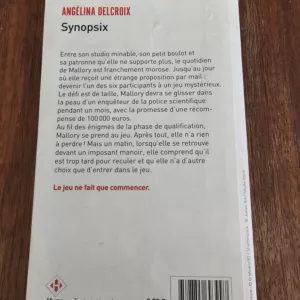 ANGÉLINA DELCROIX
Synopsix
Entre son studio minable, son petit boulot et
sa patronne qu'elle ne supporte plus, le quotidien
de Mallory est franchement morose. Jusqu'au jour
où elle reçoit une étrange proposition par mail :
devenir l'un des six participants à un jeu mystérieux.
Le défi est de taille, Mallory devra se glisser dans
la peau d'un enquêteur de la police scientifique
pendant un mois, avec la promesse d'une récom-
pense de 100000 euros.
Au fil des énigmes de la phase de qualification,
Mallory se prend au jeu. Après tout, elle n'a rien
à perdre ! Mais un matin, lorsqu'elle se retrouve
devant un imposant manoir, elle comprend qu'il
est trop tard pour reculer et qu'elle n'a d'autre
choix que d'entrer dans le jeu.
Le jeu ne fait que commencer.